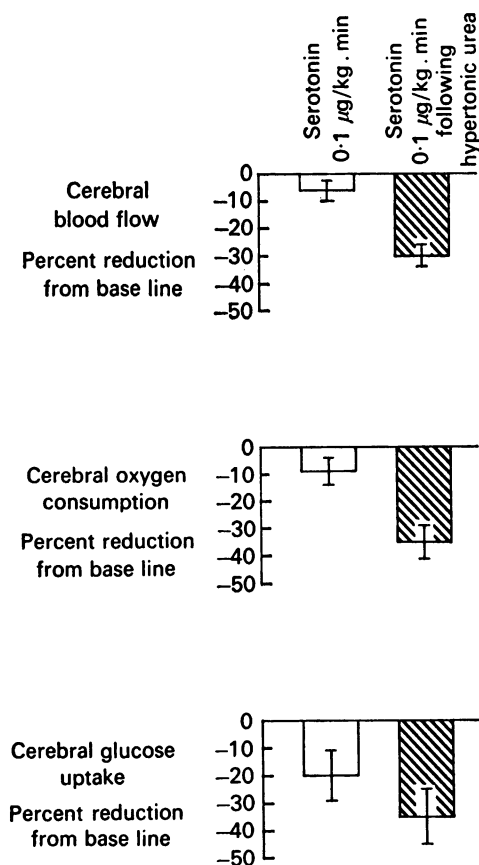 Serotonin
0·1 µg/kg. min
Serotonin
0·1 µg/kg. min
following
hypertonic urea
Cerebral
blood flow
Percent reduction
from base line
0
−10
−20
−30
−40
−50
Cerebral oxygen
consumption
Percent reduction
from base line
0
−10
−20
−30
−40
−50
Cerebral glucose
uptake
Percent reduction
from base line
0
−10
−20
−30
−40
−50